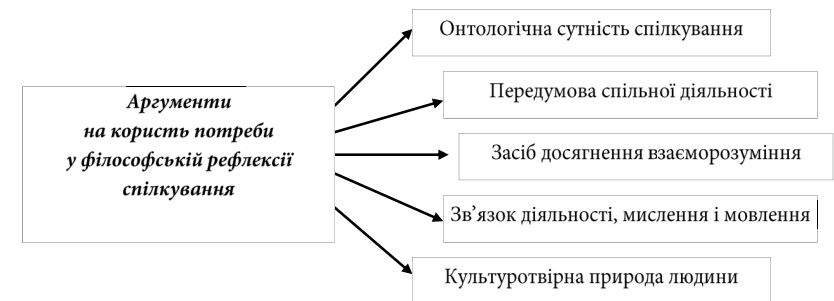 Аргументи
на користь потреби
у філософській рефлексії
спілкування
Онтологічна сутність спілкування
Передумова спільної діяльності
Засіб досягнення взаєморозуміння
Зв’язок діяльності, мислення і мовлення
Культуротвірна природа людини